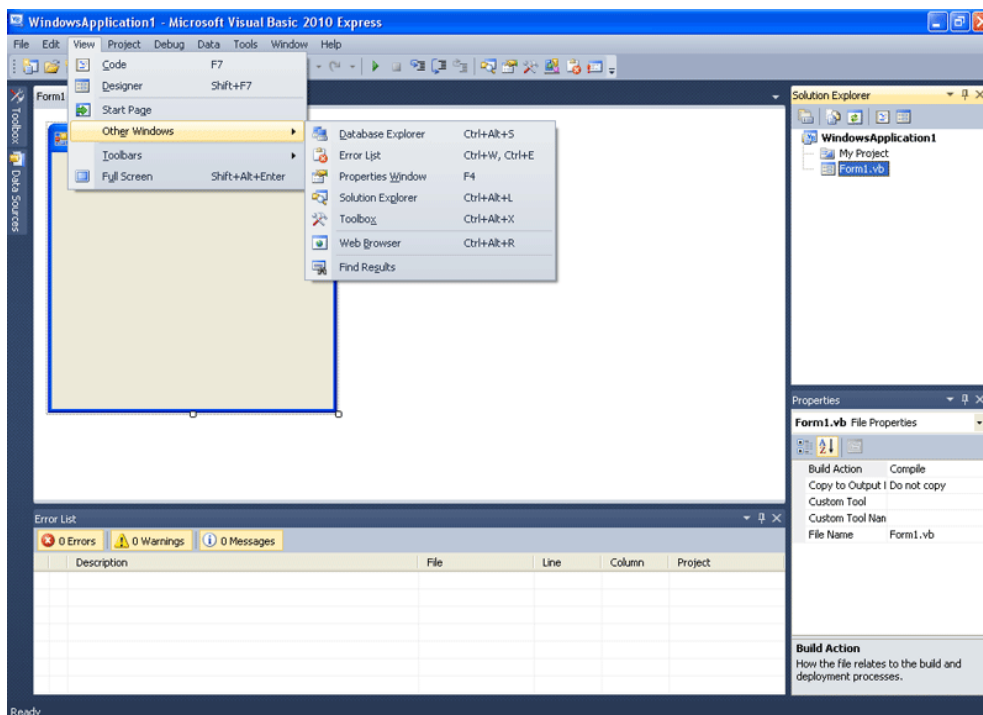 WindowsApplication1 - Microsoft Visual Basic 2010 Express
File Edit View Project Debug Data Tools Window Help
Code F7
Designer Shift+F7
Start Page
Other Windows
Toolbars
Full Screen Shift+Alt+Enter
Database Explorer Ctrl+Alt+S
Error List Ctrl+W, Ctrl+E
Properties Window F4
Solution Explorer Ctrl+Alt+L
Toolbox Ctrl+Alt+X
Web Browser Ctrl+Alt+R
Find Results
Toolbox
Data Sources
Form1
Solution Explorer
WindowsApplication1
My Project
Form1.vb
Properties
Form1.vb File Properties
Build Action Compile
Copy to Output Do not copy
Custom Tool
Custom Tool Nan
File Name Form1.vb
Build Action
How the file relates to the build and
deployment processes.
Error List
0 Errors 0 Warnings 0 Messages
Description File Line Column Project
Ready